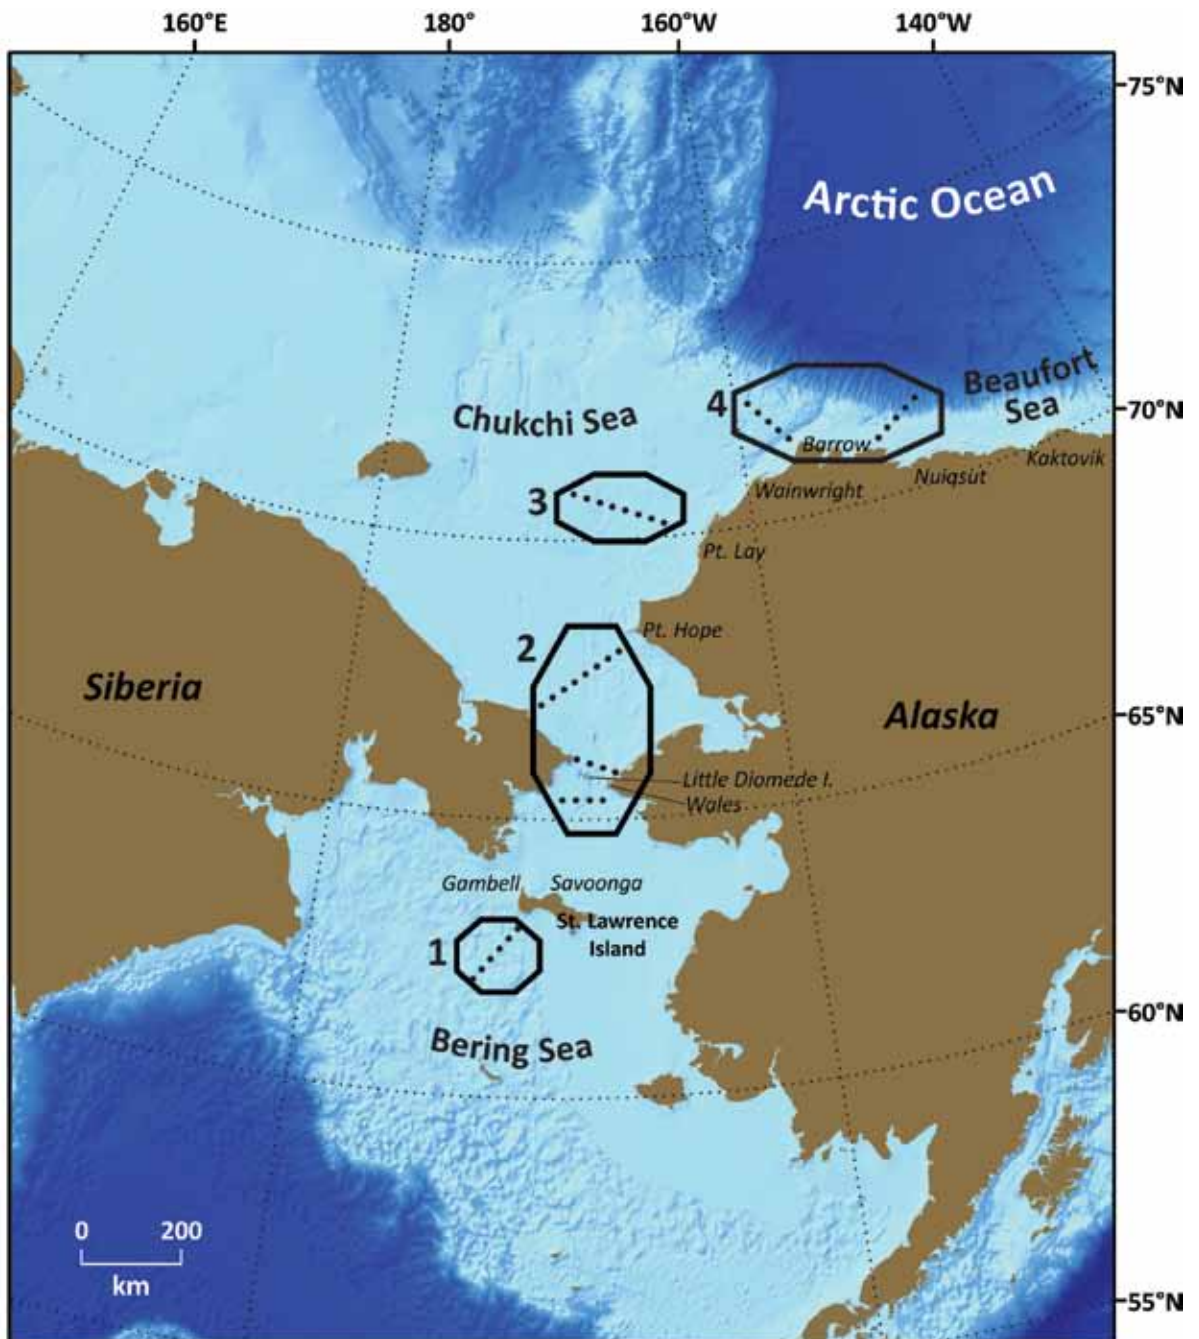 160°E 180° 160°W 140°W
75°N
Arctic Ocean
Beaufort
Sea
70°N
Chukchi Sea
4
Barrow
Kaktovik
Nuiqsut
Wainwright
3
Pt. Lay
2
Pt. Hope
Siberia
Alaska
65°N
Little Diomede I.
Wales
Gambell Savoonga
St. Lawrence
Island
1
60°N
Bering Sea
0 200
km
55°N